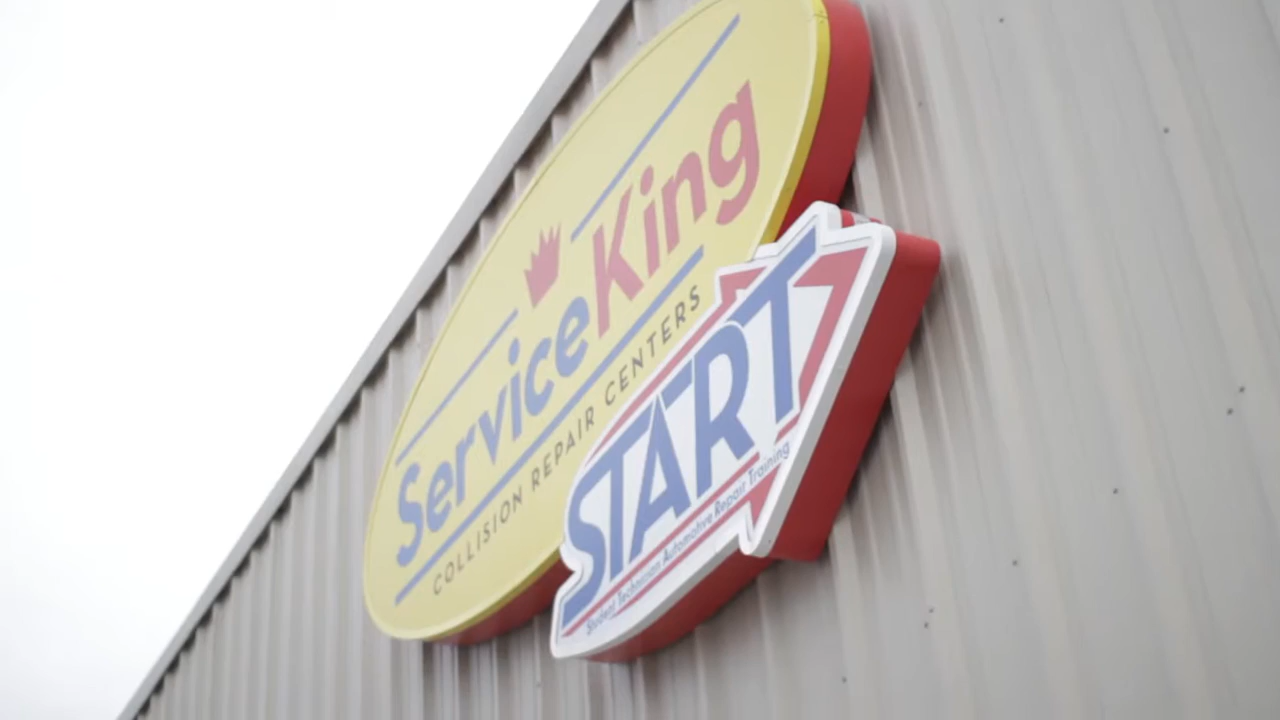 ServiceKing
COLLISION REPAIR CENTERS
START
Student Technician Automotive Repair Training